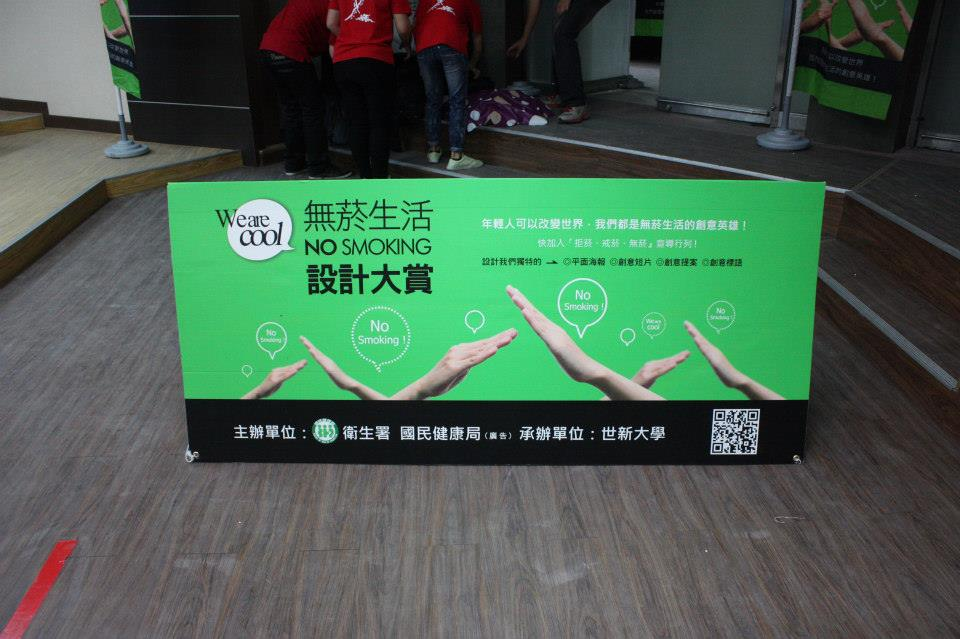 以改變世界
We are
cool
無菸生活
NO SMOKING
設計大賞
年輕人可以改變世界，我們都是無菸生活的創意英雄！
快加入「拒菸、戒菸、無菸」宣導行列！
設計我們獨特的 → ◎平面海報 ◎創意短片 ◎創意提案 ◎創意標語
No
Smoking !
No
Smoking !
No
Smoking !
We are
cool
No
Smoking !
主辦單位：衛生署 國民健康局（廣告）承辦單位：世新大學